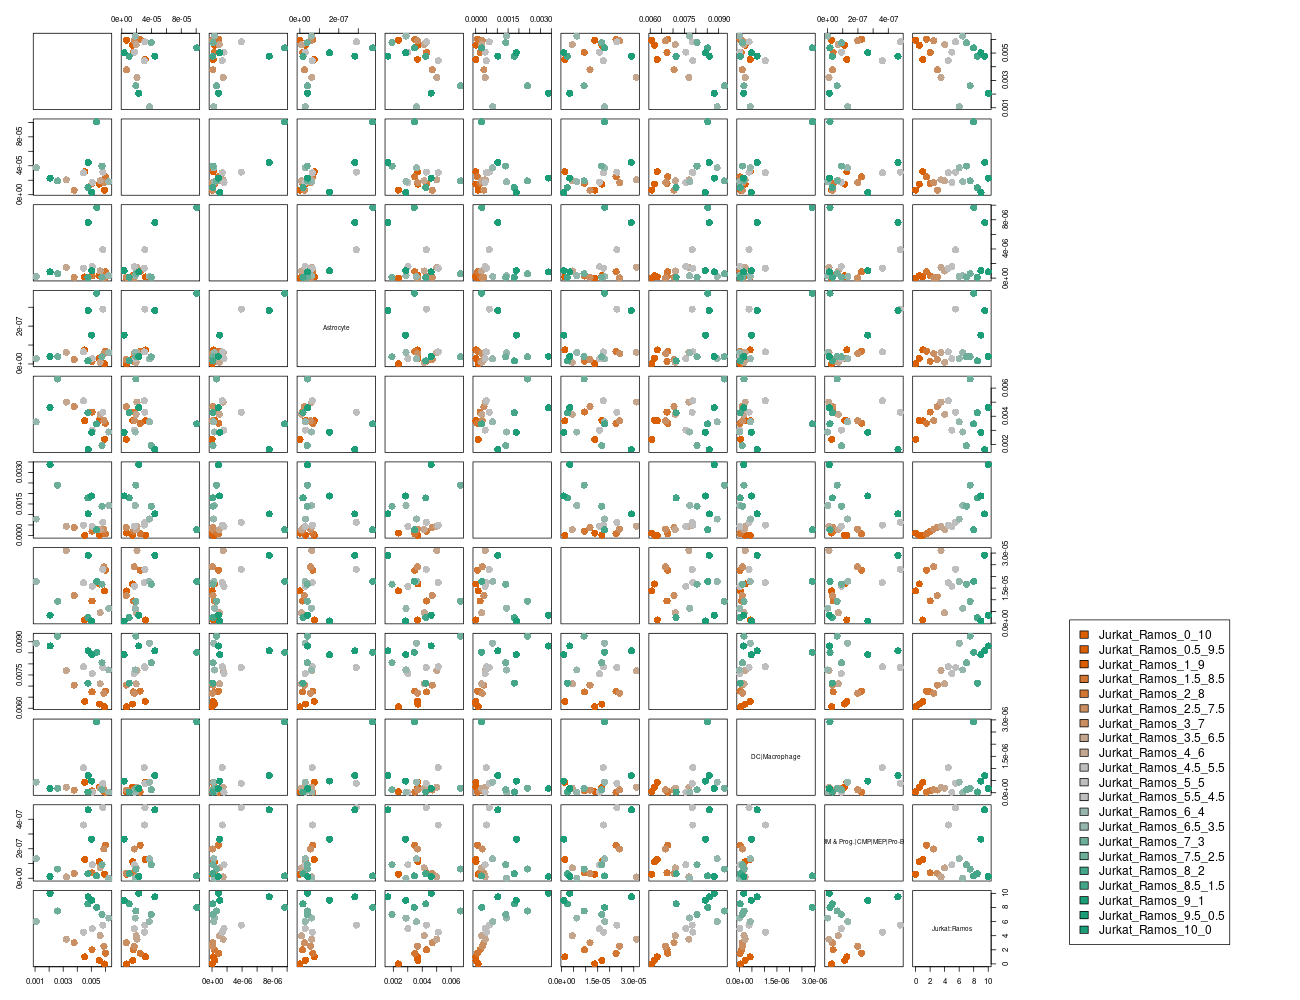 0e+00 4e-05 8e-05
0e+00 2e-07
0.0000 0.0015 0.0030
0.0060 0.0075 0.0090
0e+00 2e-07 4e-07
0.001 0.003 0.005
0e+00 4e-05 8e-05
0e+00 4e-06 8e-06
Astrocyte
0e+00 2e-07
0.002 0.004 0.006
0.0000 0.0015 0.0030
0.0e+00 1.5e-05 3.0e-05
0.0060 0.0075 0.0090
DC|Macrophage
0.0e+00 1.5e-06 3.0e-06
M & Prog.|CMP|MEP|Pro-B
0e+00 2e-07 4e-07
Jurkat:Ramos
0 2 4 6 8 10
0.001 0.003 0.005
0e+00 4e-06 8e-06
0.002 0.004 0.006
0.0e+00 1.5e-05 3.0e-05
0.0e+00 1.5e-06 3.0e-06
0 2 4 6 8 10
Jurkat_Ramos_0_10
Jurkat_Ramos_0.5_9.5
Jurkat_Ramos_1_9
Jurkat_Ramos_1.5_8.5
Jurkat_Ramos_2_8
Jurkat_Ramos_2.5_7.5
Jurkat_Ramos_3_7
Jurkat_Ramos_3.5_6.5
Jurkat_Ramos_4_6
Jurkat_Ramos_4.5_5.5
Jurkat_Ramos_5_5
Jurkat_Ramos_5.5_4.5
Jurkat_Ramos_6_4
Jurkat_Ramos_6.5_3.5
Jurkat_Ramos_7_3
Jurkat_Ramos_7.5_2.5
Jurkat_Ramos_8_2
Jurkat_Ramos_8.5_1.5
Jurkat_Ramos_9_1
Jurkat_Ramos_9.5_0.5
Jurkat_Ramos_10_0